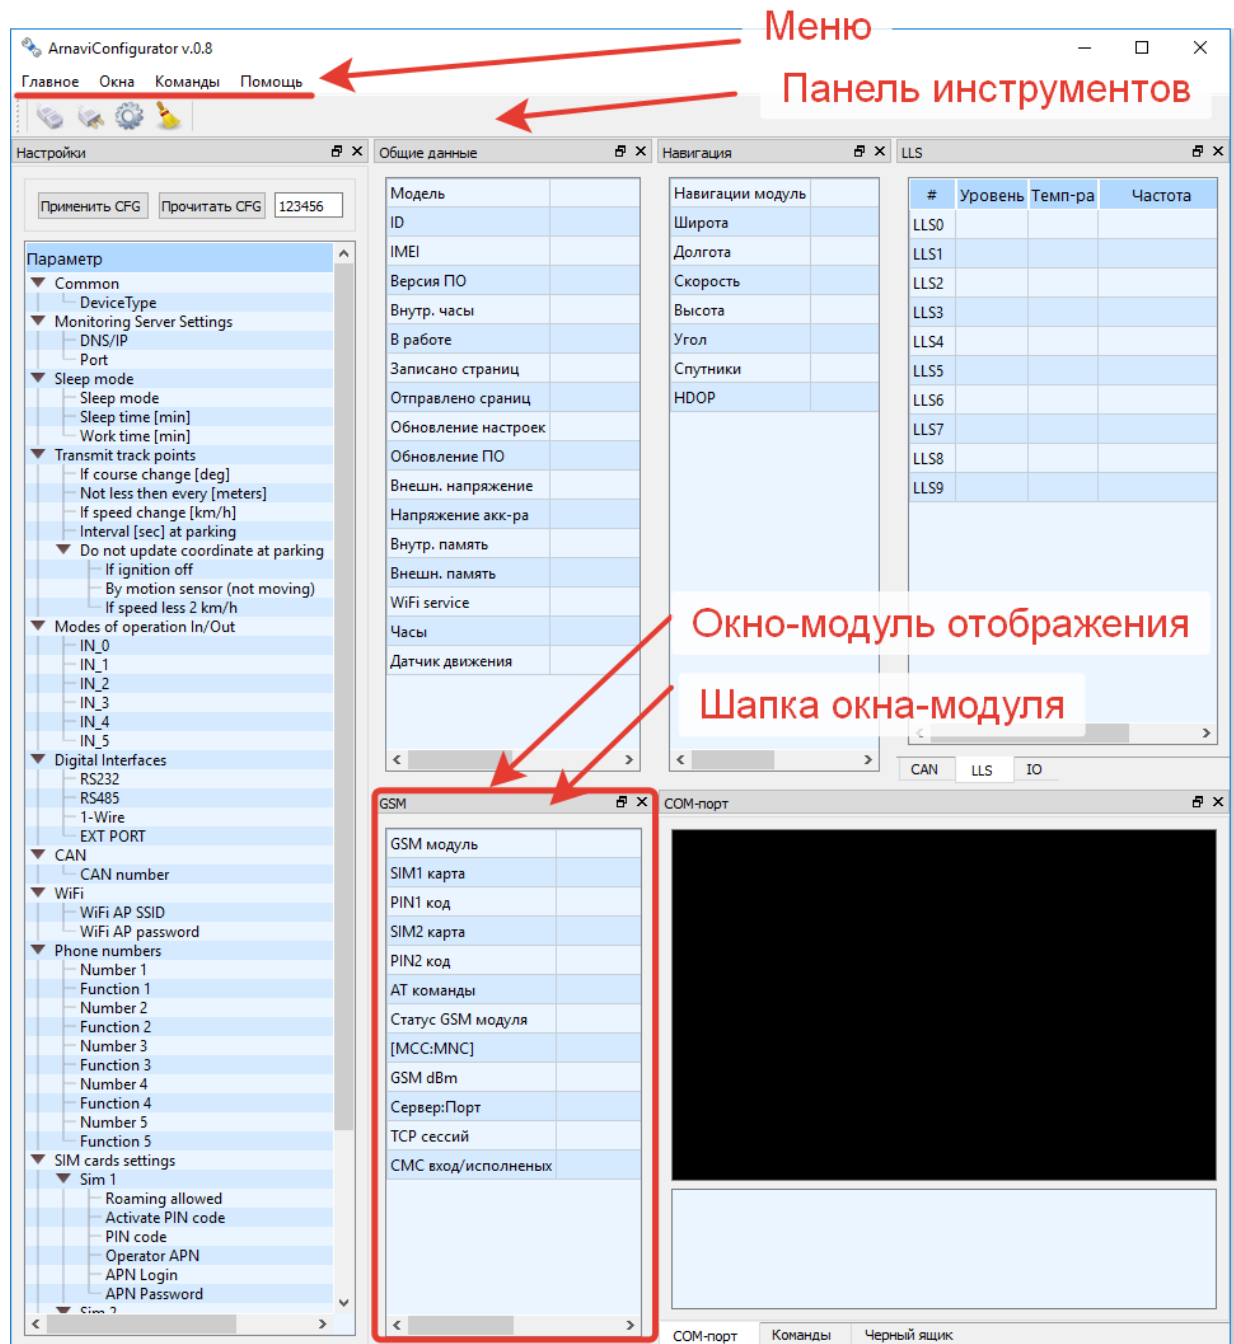 Меню
ArnaviConfigurator v.0.8
Главное Окна Команды Помощь
Панель инструментов
Настройки
Применить CFG Прочитать CFG 123456
Параметр
Common
DeviceType
Monitoring Server Settings
DNS/IP
Port
Sleep mode
Sleep mode
Sleep time [min]
Work time [min]
Transmit track points
If course change [deg]
Not less then every [meters]
If speed change [km/h]
Interval [sec] at parking
Do not update coordinate at parking
If ignition off
By motion sensor (not moving)
If speed less 2 km/h
Modes of operation In/Out
IN_0
IN_1
IN_2
IN_3
IN_4
IN_5
Digital Interfaces
RS232
RS485
1-Wire
EXT PORT
CAN
CAN number
WiFi
WiFi AP SSID
WiFi AP password
Phone numbers
Number 1
Function 1
Number 2
Function 2
Number 3
Function 3
Number 4
Function 4
Number 5
Function 5
SIM cards settings
Sim 1
Roaming allowed
Activate PIN code
PIN code
Operator APN
APN Login
APN Password
Sim 2
Общие данные
Модель
ID
IMEI
Версия ПО
Внутр. часы
В работе
Записано страниц
Отправлено сраниц
Обновление настроек
Обновление ПО
Внешн. напряжение
Напряжение акк-ра
Внутр. память
Внешн. память
WiFi service
Часы
Датчик движения
Навигация
Навигации модуль
Широта
Долгота
Скорость
Высота
Угол
Спутники
HDOP
LLS
# Уровень Темп-ра Частота
LLS0
LLS1
LLS2
LLS3
LLS4
LLS5
LLS6
LLS7
LLS8
LLS9
Окно-модуль отображения
Шапка окна-модуля
CAN LLS IO
GSM
GSM модуль
SIM1 карта
PIN1 код
SIM2 карта
PIN2 код
АТ команды
Статус GSM модуля
[MCC:MNC]
GSM dBm
Сервер:Порт
TCP сессий
СМС вход/исполненых
COM-порт
COM-порт Команды Черный ящик